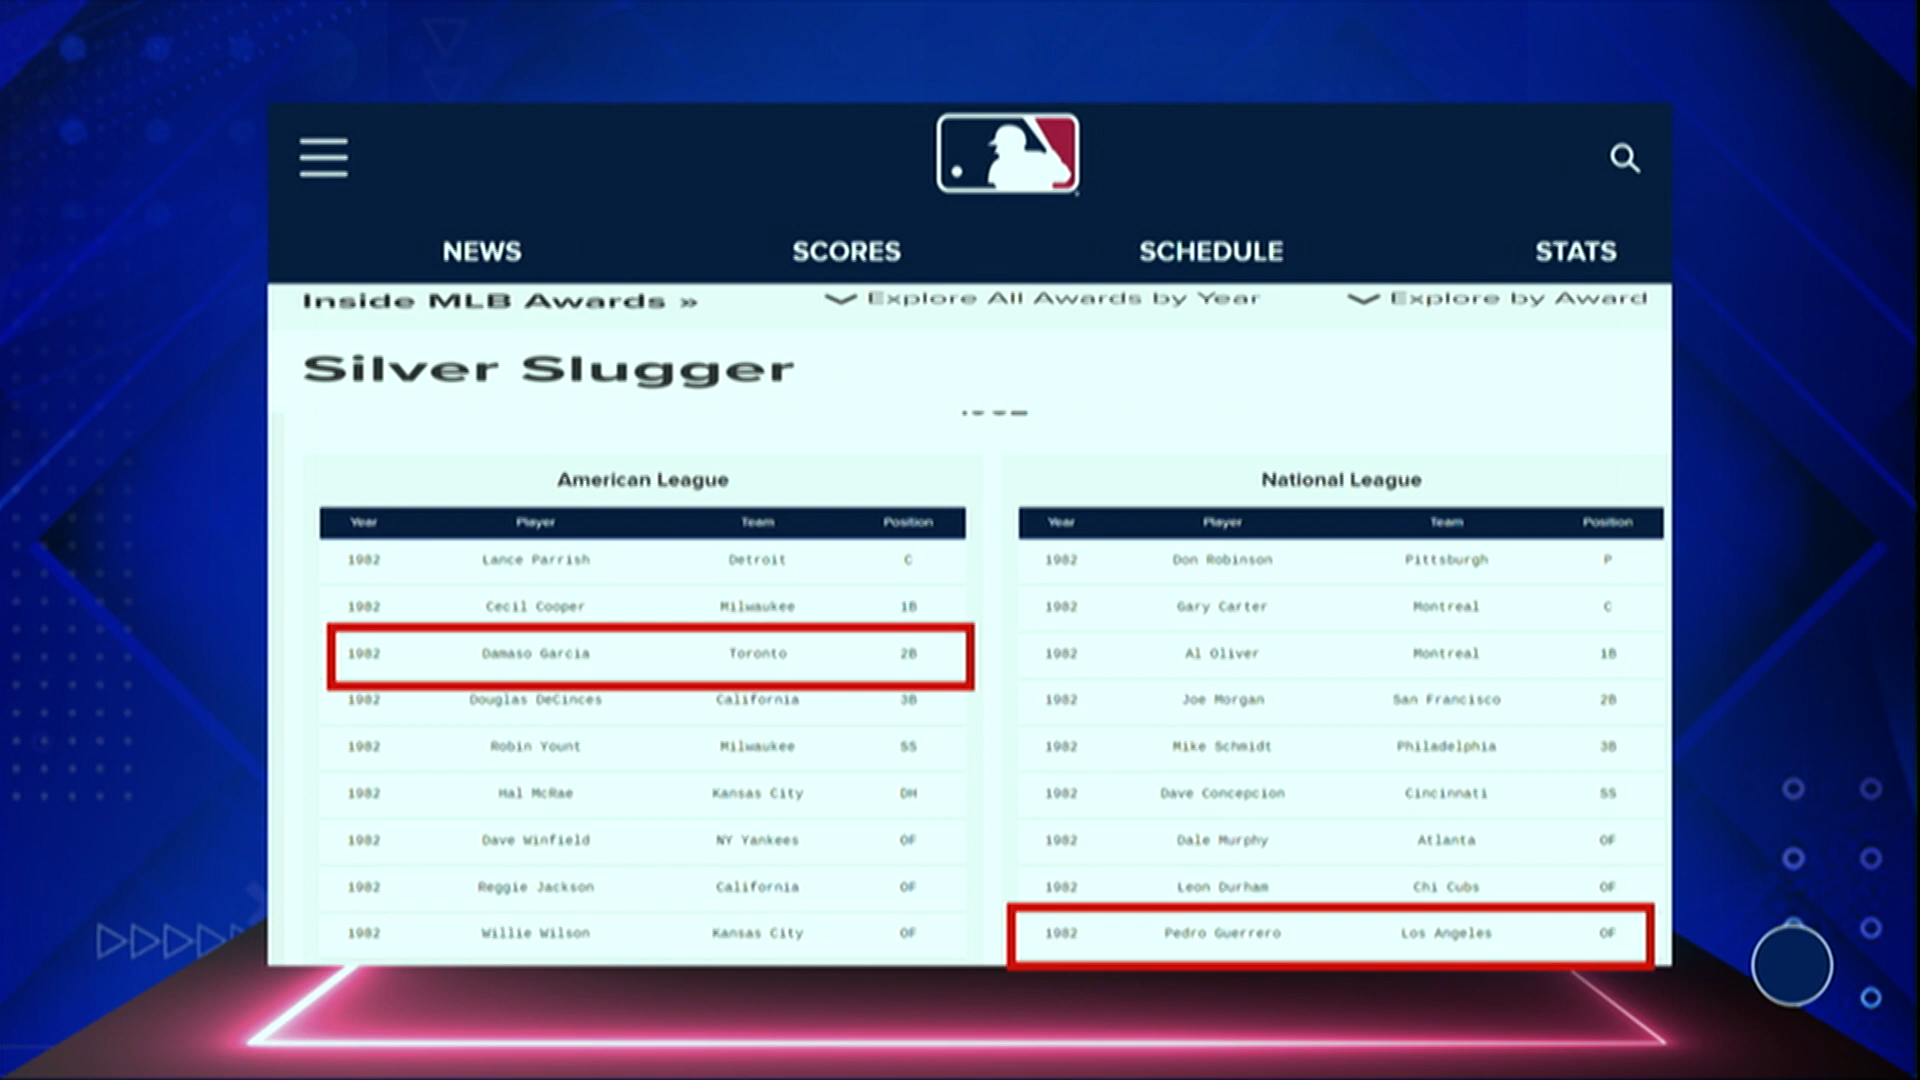 NEWS SCORES SCHEDULE STATS
Inside MLB Awards » Explore All Awards by Year Explore by Award
Silver Slugger
American League National League
Year Player Team Position Year Player Team Position
1982 Lance Parrish Detroit C 1982 Don Robinson Pittsburgh P
1982 Cecil Cooper Milwaukee 1B 1982 Gary Carter Montreal C
1982 Damaso Garcia Toronto 2B 1982 Al Oliver Montreal 1B
1982 Douglas DeCinces California 3B 1982 Joe Morgan San Francisco 2B
1982 Robin Yount Milwaukee SS 1982 Mike Schmidt Philadelphia 3B
1982 Hal McRae Kansas City DH 1982 Dave Concepcion Cincinnati SS
1982 Dave Winfield NY Yankees OF 1982 Dale Murphy Atlanta OF
1982 Reggie Jackson California OF 1982 Leon Durham Chi Cubs OF
1982 Willie Wilson Kansas City OF 1982 Pedro Guerrero Los Angeles OF